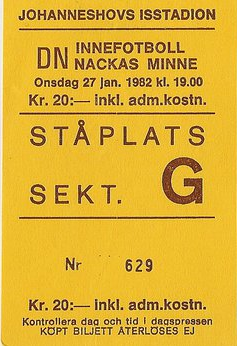 JOHANNESHOVS ISSTADION
DN INNEFOTBOLL
NACKAS MINNE
Onsdag 27 jan. 1982 kl. 19.00
Kr. 20:— inkl. adm.kostn.
STÅPLATS
SEKT. G
Nr 629
Kr. 20:— inkl. adm.kostn.
Kontrollera dag och tid i dagspressen
KÖPT BILJETT ÅTERLÖSES EJ